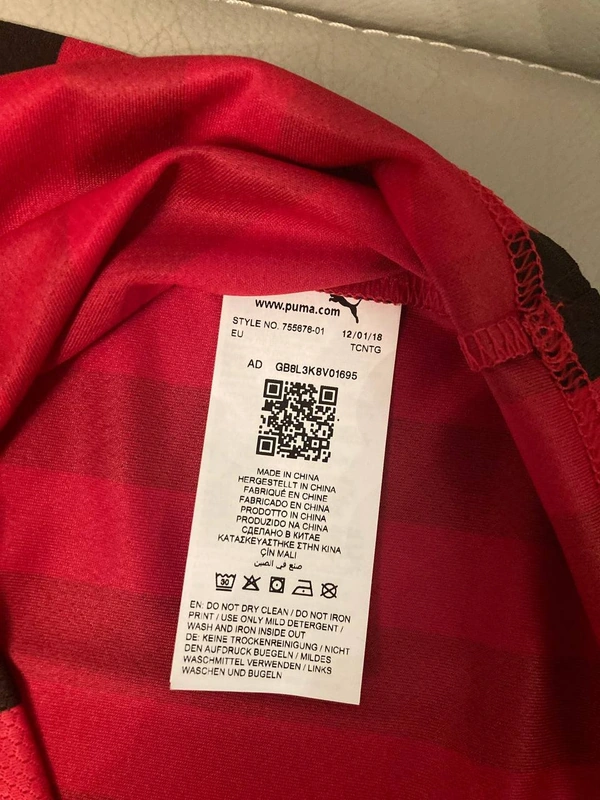 www.puma.com
STYLE NO. 755676-01 12/01/18
EU TCNTG
AD GB8L3K8V01695
MADE IN CHINA
HERGESTELLT IN CHINA
FABRIQUÉ EN CHINE
FABRICADO EN CHINA
PRODOTTO IN CHINA
PRODUZIDO NA CHINA
СДЕЛАНО В КИТАЕ
ΚΑΤΑΣΚΕΥΑΣΤΗΚΕ ΣΤΗΝ ΚΙΝΑ
ÇİN MALI
صنع في الصين
30
EN: DO NOT DRY CLEAN / DO NOT IRON
PRINT / USE ONLY MILD DETERGENT /
WASH AND IRON INSIDE OUT
DE: KEINE TROCKENREINIGUNG / NICHT
DEN AUFDRUCK BUEGELN / MILDES
WASCHMITTEL VERWENDEN / LINKS
WASCHEN UND BUGELN